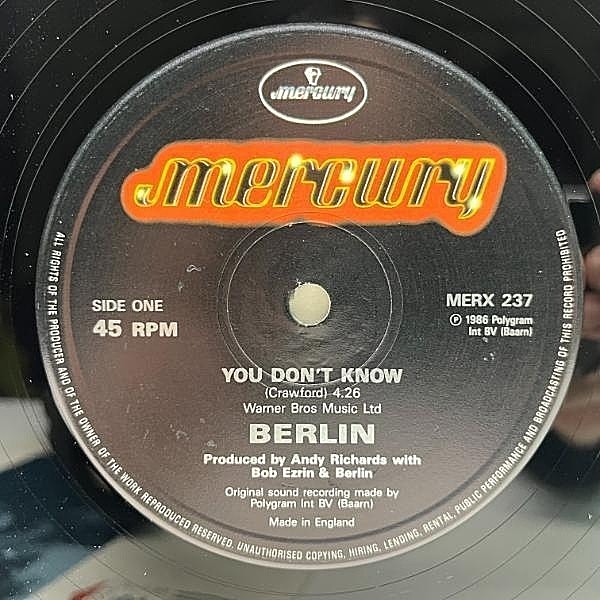 mercury
mercury
SIDE ONE
45 RPM
MERX 237
℗ 1986 Polygram
Int BV (Baarn)
YOU DON'T KNOW
(Crawford) 4:26
Warner Bros Music Ltd
BERLIN
Produced by Andy Richards with
Bob Ezrin & Berlin
Original sound recording made by
Polygram Int BV (Baarn)
Made in England
ALL RIGHTS OF THE PRODUCER AND OF THE OWNER OF THE WORK REPRODUCED RESERVED. UNAUTHORISED COPYING, HIRING, LENDING, RENTAL, PUBLIC PERFORMANCE AND BROADCASTING OF THIS RECORD PROHIBITED